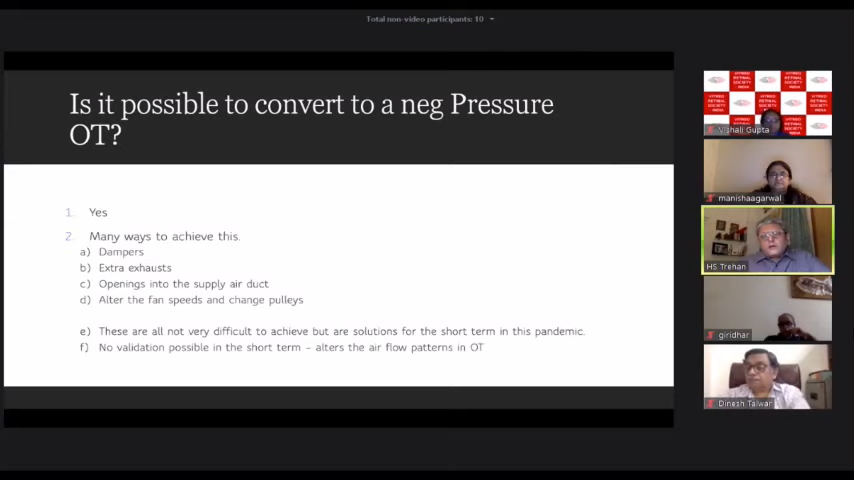 Total non-video participants: 10
Is it possible to convert to a neg Pressure
OT?
1. Yes
2. Many ways to achieve this.
a) Dampers
b) Extra exhausts
c) Openings into the supply air duct
d) Alter the fan speeds and change pulleys
e) These are all not very difficult to achieve but are solutions for the short term in this pandemic.
f) No validation possible in the short term – alters the air flow patterns in OT
VITREO
RETINAL
SOCIETY
INDIA
Vishali Gupta
manishaagarwal
HS Trehan
giridhar
Dinesh Talwar